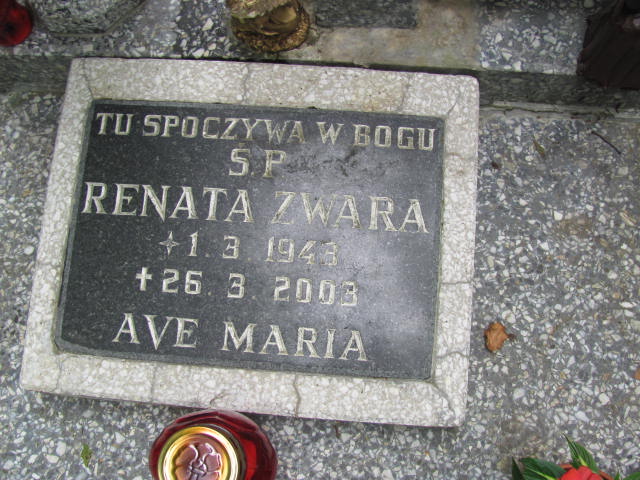 TU SPOCZYWA W BOGU
Ś.P.
RENATA ZWARA
1.3 1943
✝26.3 2003
AVE MARIA